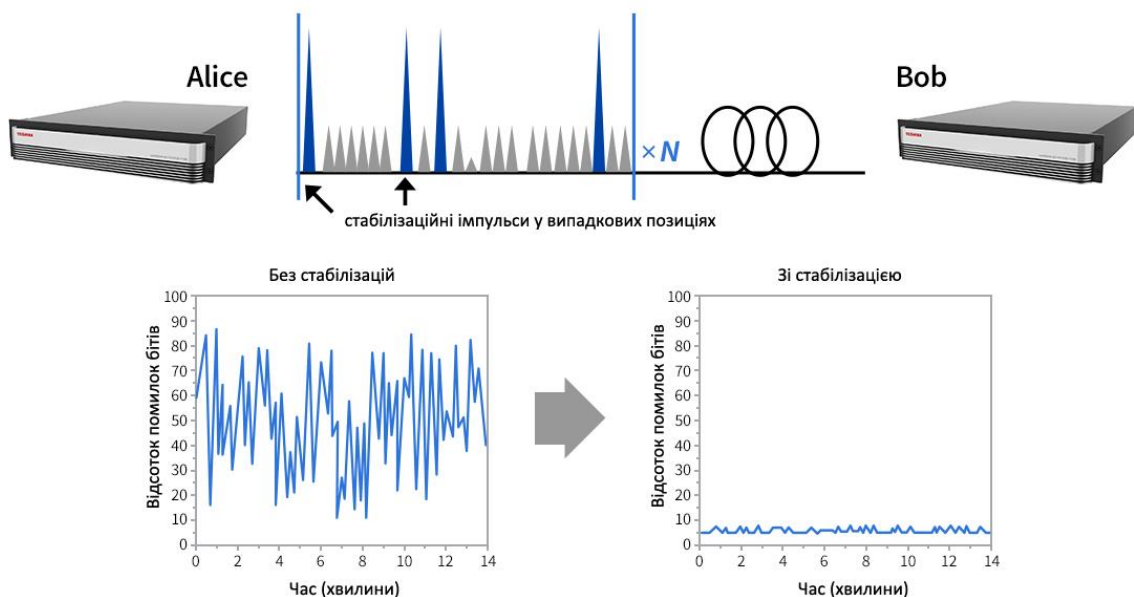 Alice
Bob
TOSHIBA
TOSHIBA
×N
стабілізаційні імпульси у випадкових позиціях
Без стабілізацій
Відсоток помилок бітів
100
90
80
70
60
50
40
30
20
10
0
0 2 4 6 8 10 12 14
Час (хвилини)
Зі стабілізацією
Відсоток помилок бітів
100
90
80
70
60
50
40
30
20
10
0
0 2 4 6 8 10 12 14
Час (хвилини)